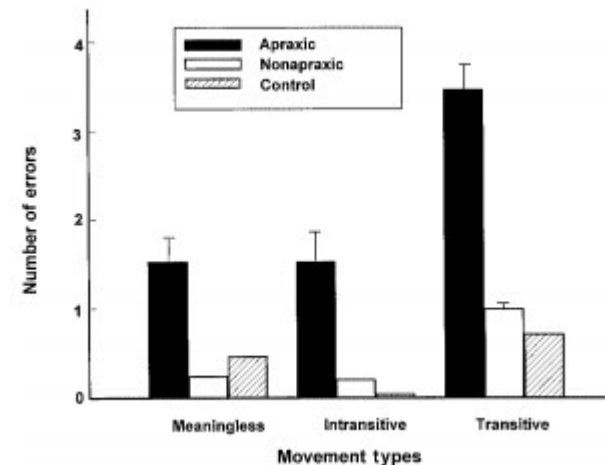 4
Apraxic
Nonapraxic
Control
3
2
1
0
Number of errors
Meaningless Intransitive Transitive
Movement types